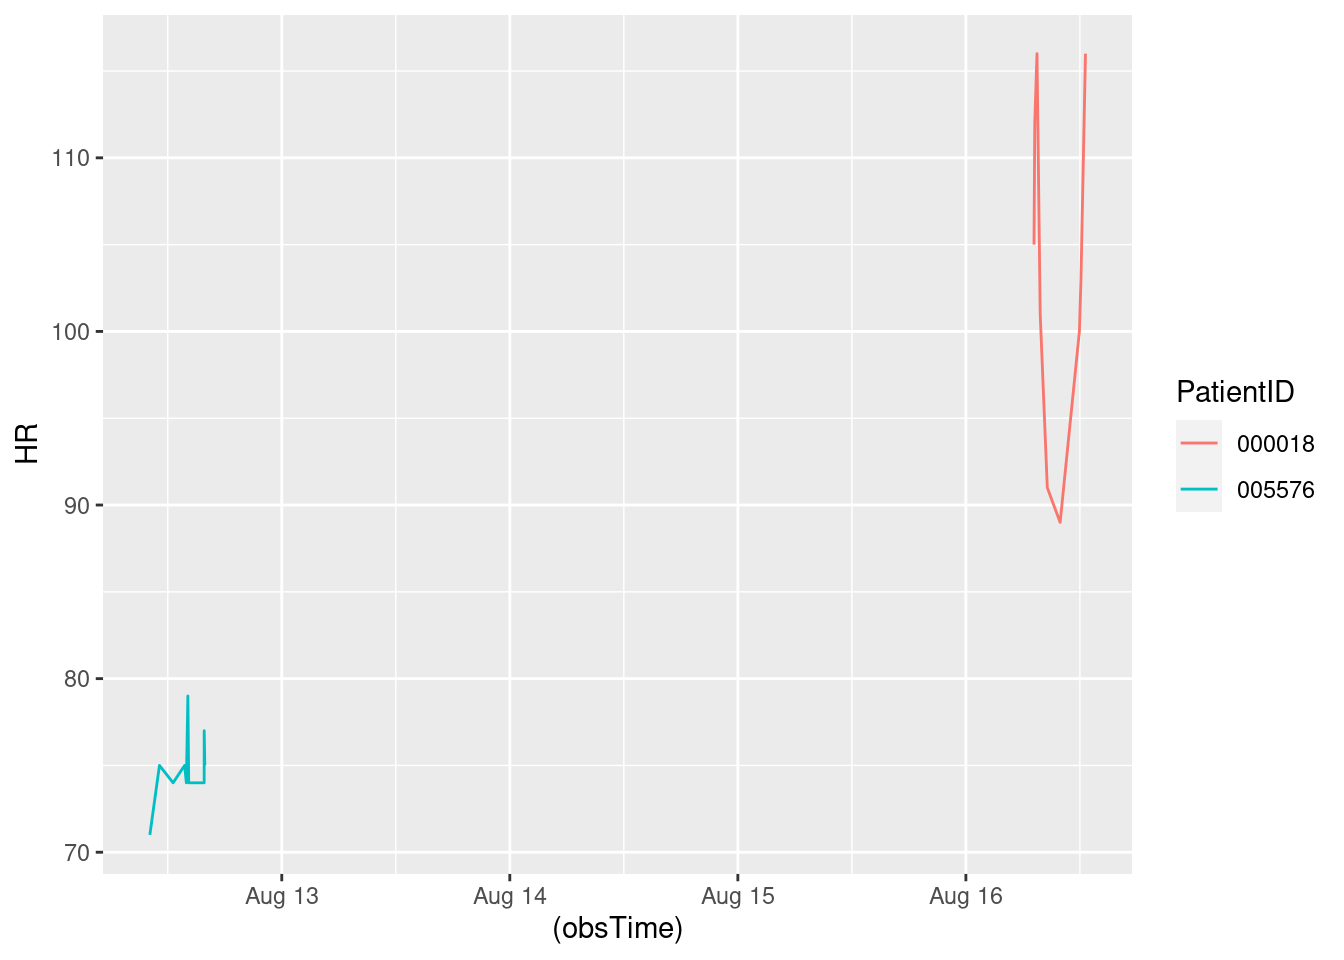 HR
110
100
90
80
70
Aug 13
Aug 14
Aug 15
Aug 16
(obsTime)
PatientID
000018
005576